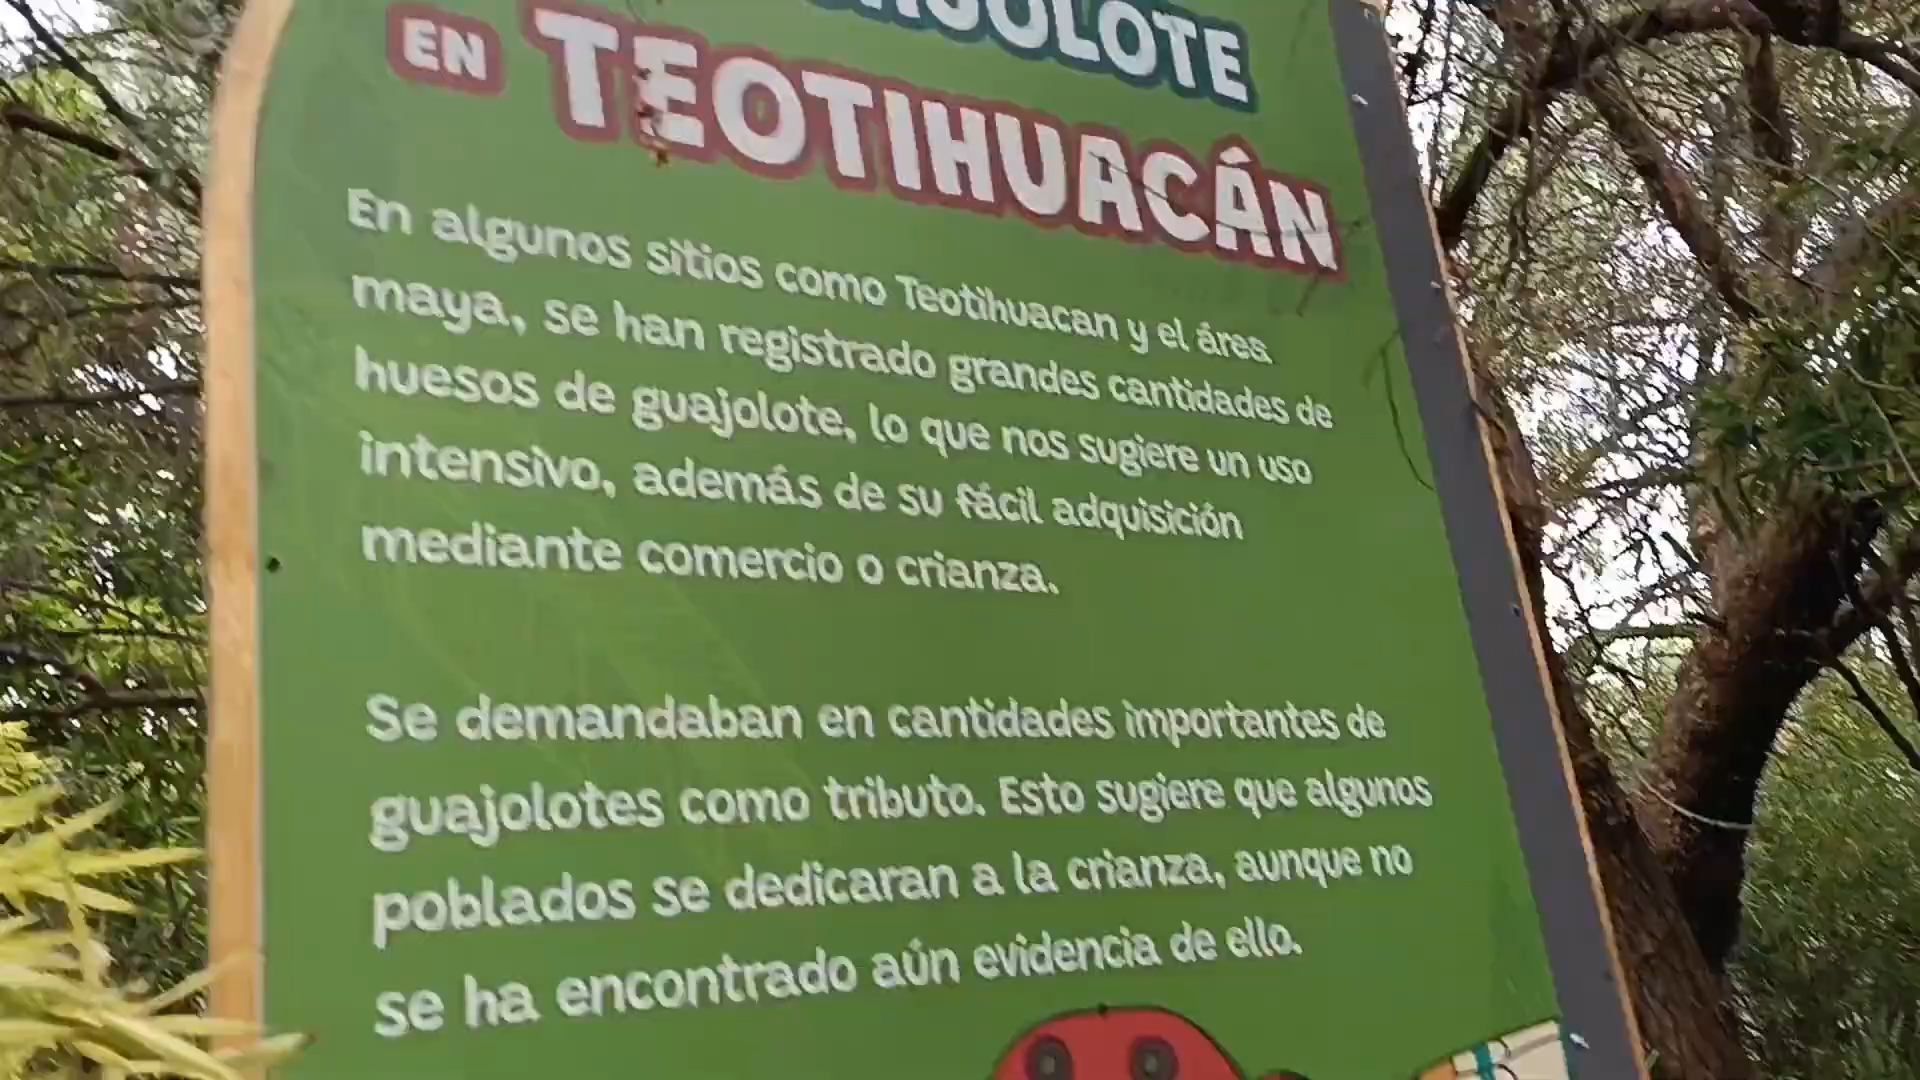 EN TEOTIHUACÁN
En algunos sitios como Teotihuacan y el área
maya, se han registrado grandes cantidades de
huesos de guajolote, lo que nos sugiere un uso
intensivo, además de su fácil adquisición
mediante comercio o crianza.
Se demandaban en cantidades importantes de
guajolotes como tributo. Esto sugiere que algunos
poblados se dedicaran a la crianza, aunque no
se ha encontrado aún evidencia de ello.